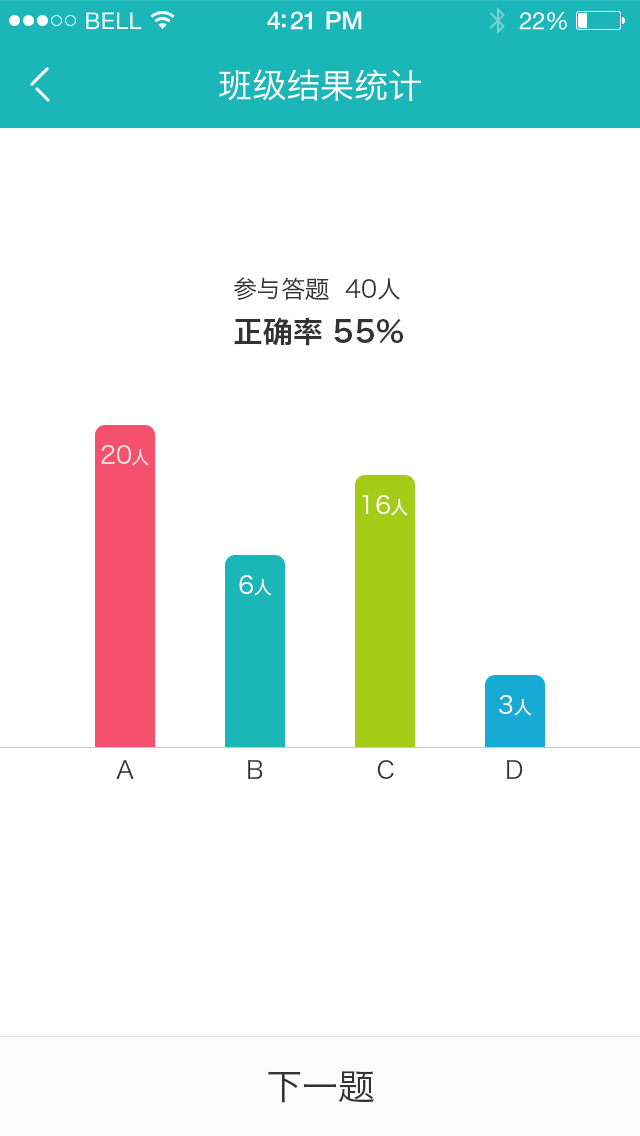 BELL 4:21 PM 22%
班级结果统计
参与答题 40人
正确率 55%
20人
6人
16人
3人
A B C D
下一题